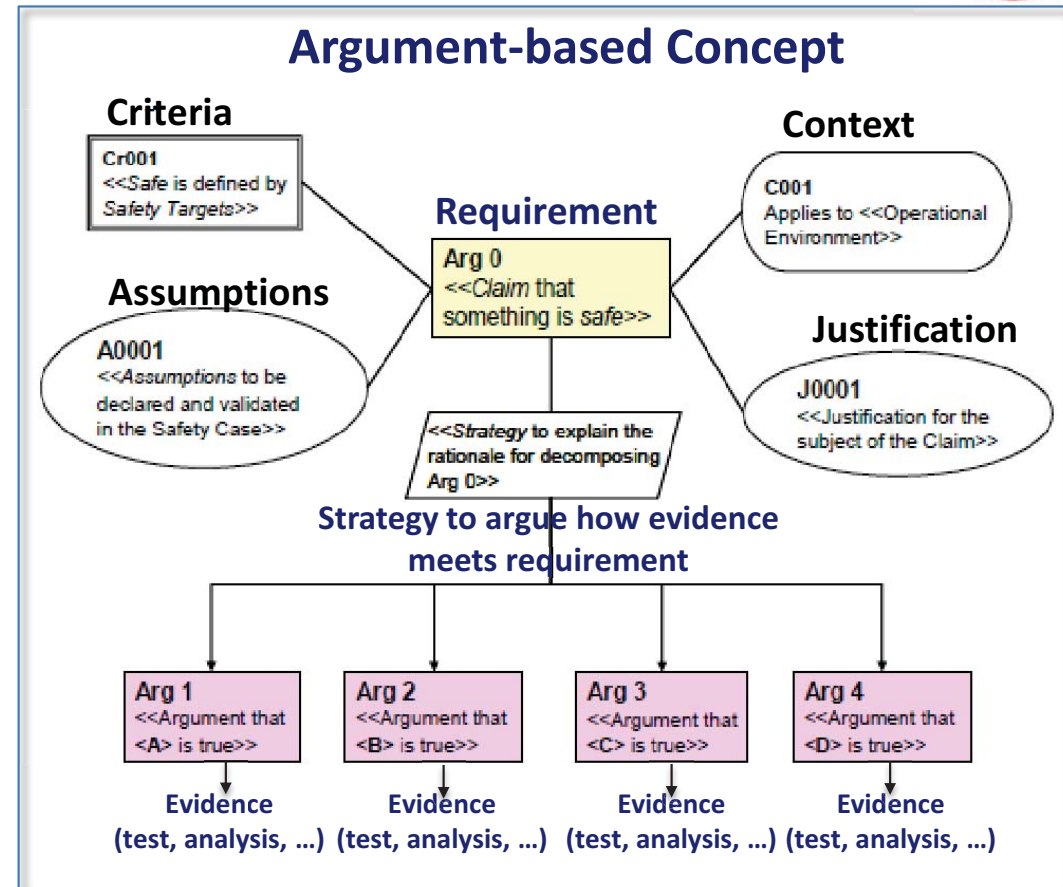 Argument-based Concept
Criteria
Cr001
<<Safe is defined by
Safety Targets>>
Context
C001
Applies to <<Operational
Environment>>
Requirement
Arg 0
<<Claim that
something is safe>>
Assumptions
A0001
<<Assumptions to be
declared and validated
in the Safety Case>>
Justification
J0001
<<Justification for the
subject of the Claim>>
<<Strategy to explain the
rationale for decomposing
Arg 0>>
Strategy to argue how evidence
meets requirement
Arg 1
<<Argument that
<A> is true>>
Arg 2
<<Argument that
<B> is true>>
Arg 3
<<Argument that
<C> is true>>
Arg 4
<<Argument that
<D> is true>>
Evidence
(test, analysis, …)
Evidence
(test, analysis, …)
Evidence
(test, analysis, …)
Evidence
(test, analysis, …)